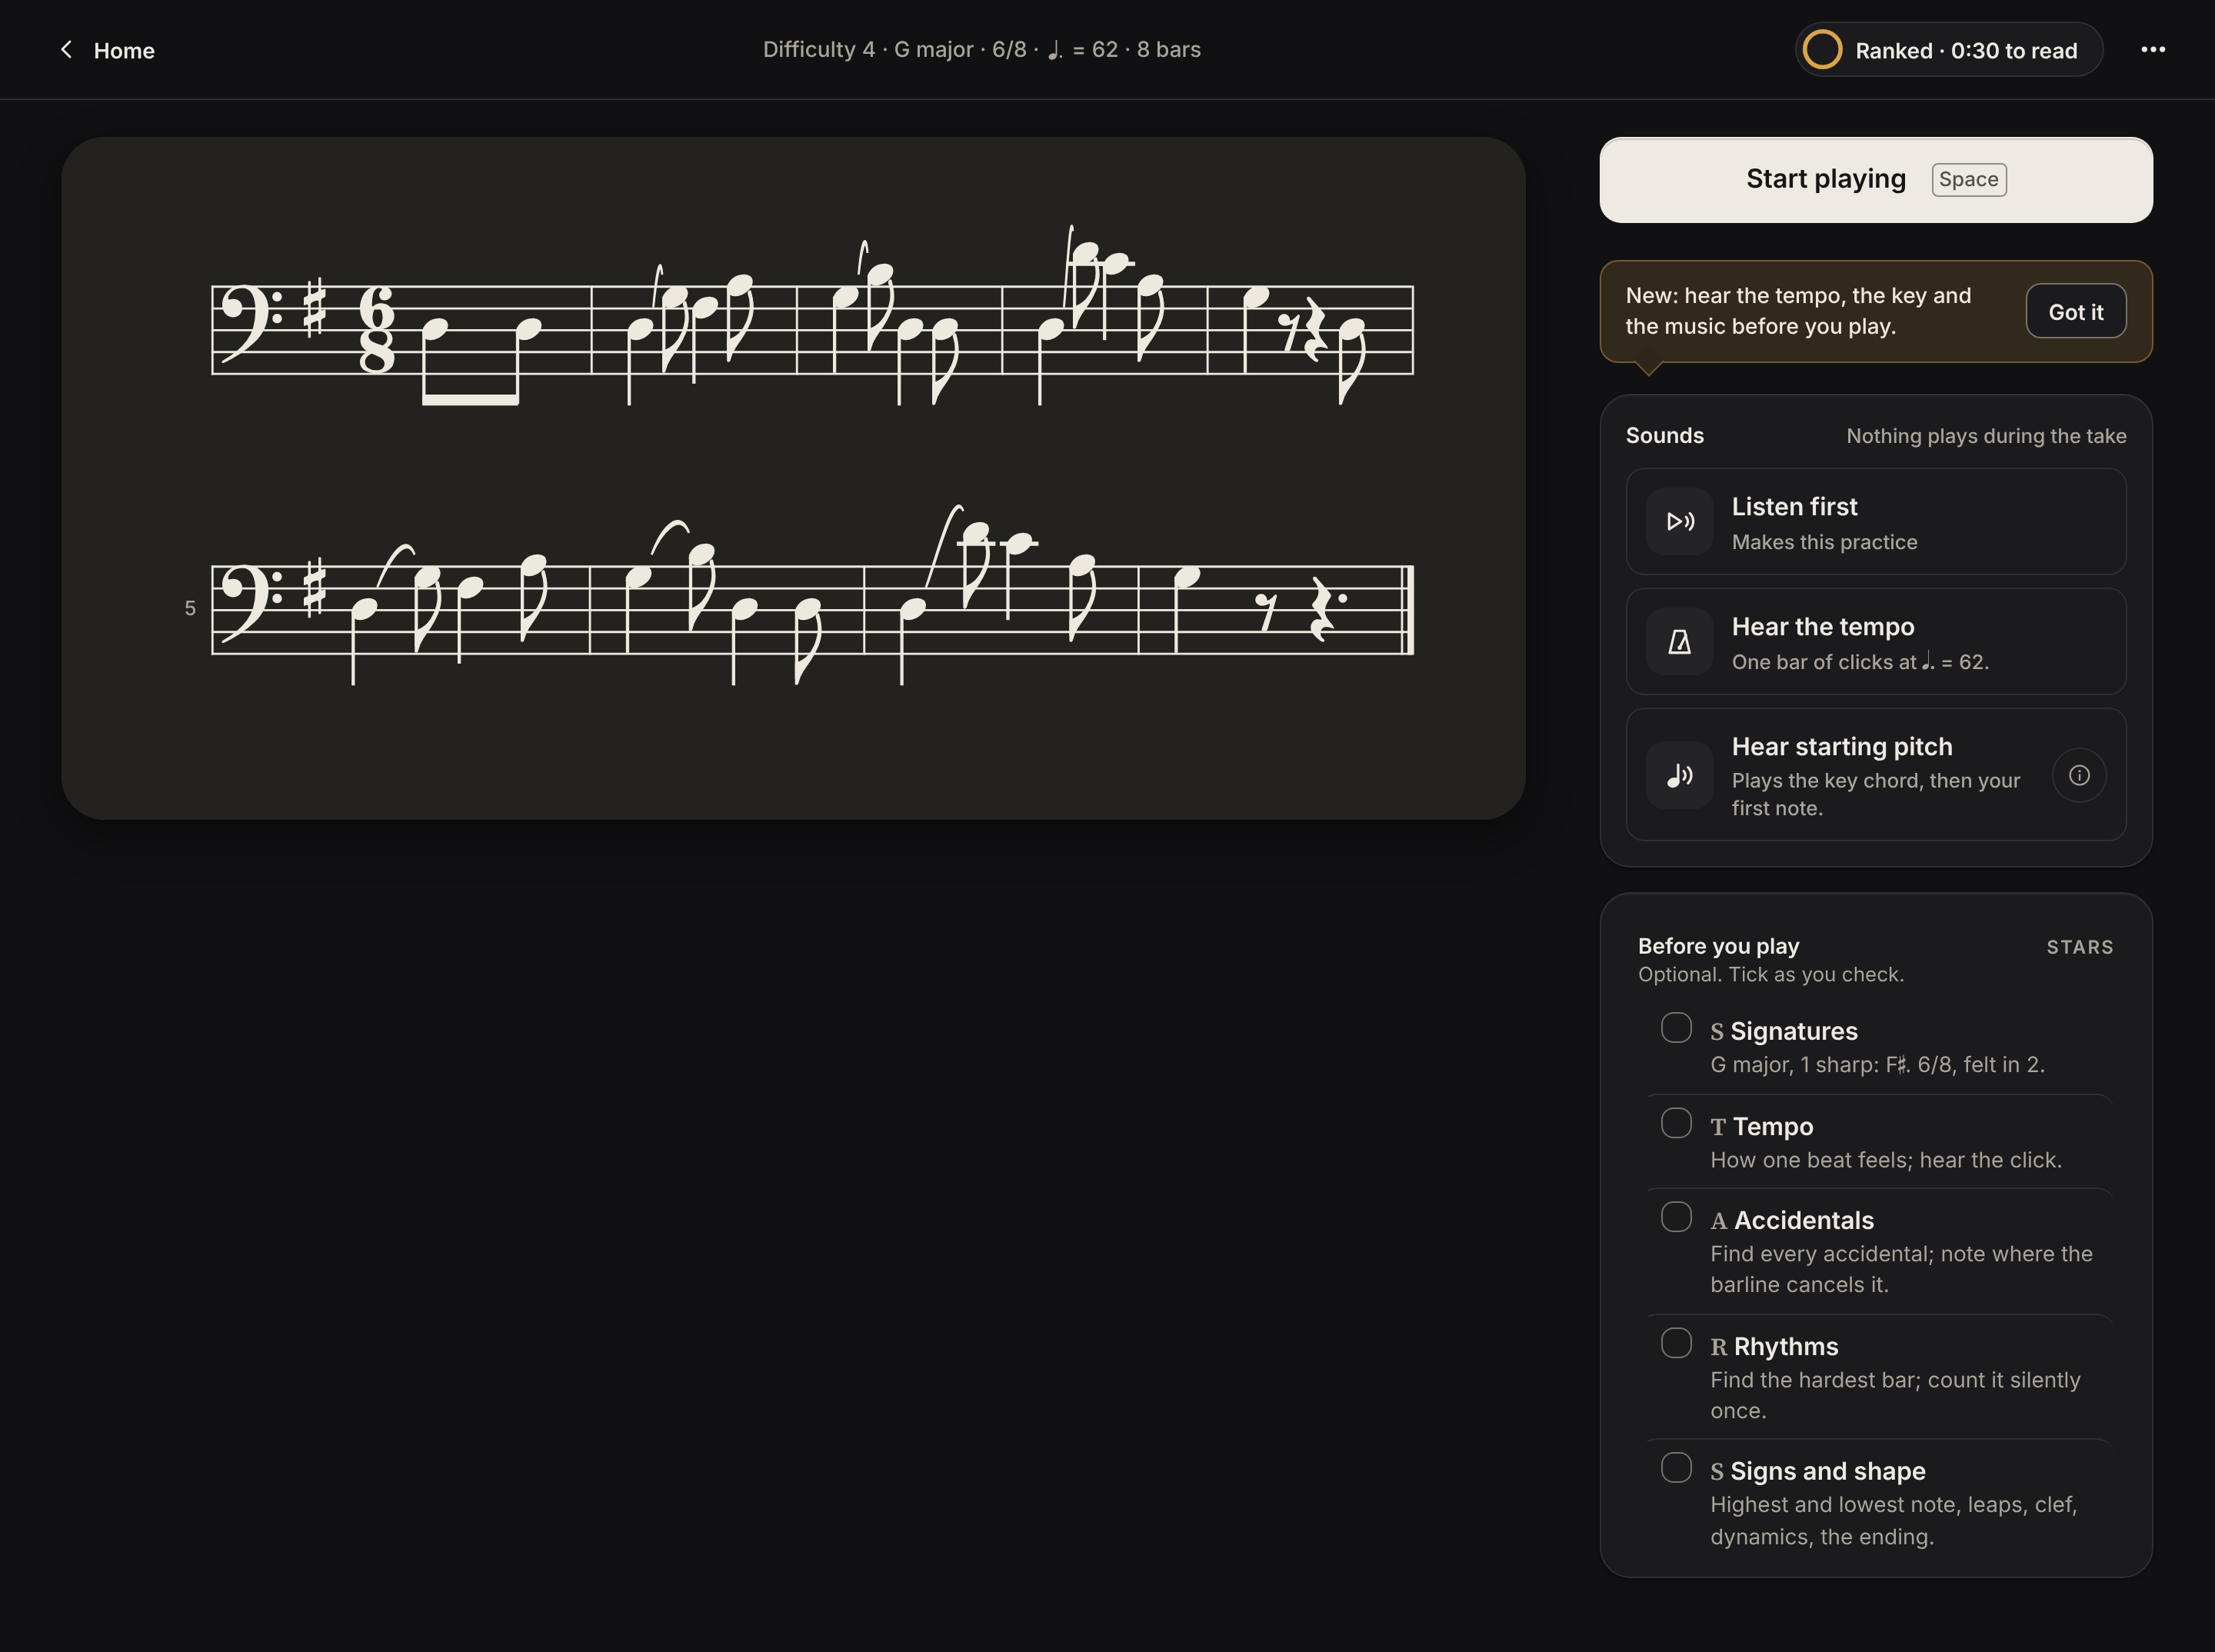 Home
Difficulty 4 · G major · 6/8 · ♩. = 62 · 8 bars
Ranked · 0:30 to read
Start playing Space
New: hear the tempo, the key and
the music before you play.
Got it
Sounds
Nothing plays during the take
Listen first
Makes this practice
Hear the tempo
One bar of clicks at ♩. = 62.
Hear starting pitch
Plays the key chord, then your
first note.
6
8
5
Before you play
STARS
Optional. Tick as you check.
S Signatures
G major, 1 sharp: F♯. 6/8, felt in 2.
T Tempo
How one beat feels; hear the click.
A Accidentals
Find every accidental; note where the
barline cancels it.
R Rhythms
Find the hardest bar; count it silently
once.
S Signs and shape
Highest and lowest note, leaps, clef,
dynamics, the ending.